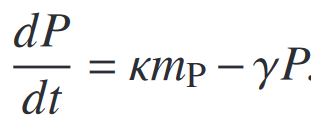 dP/dt = κm_P − γP.